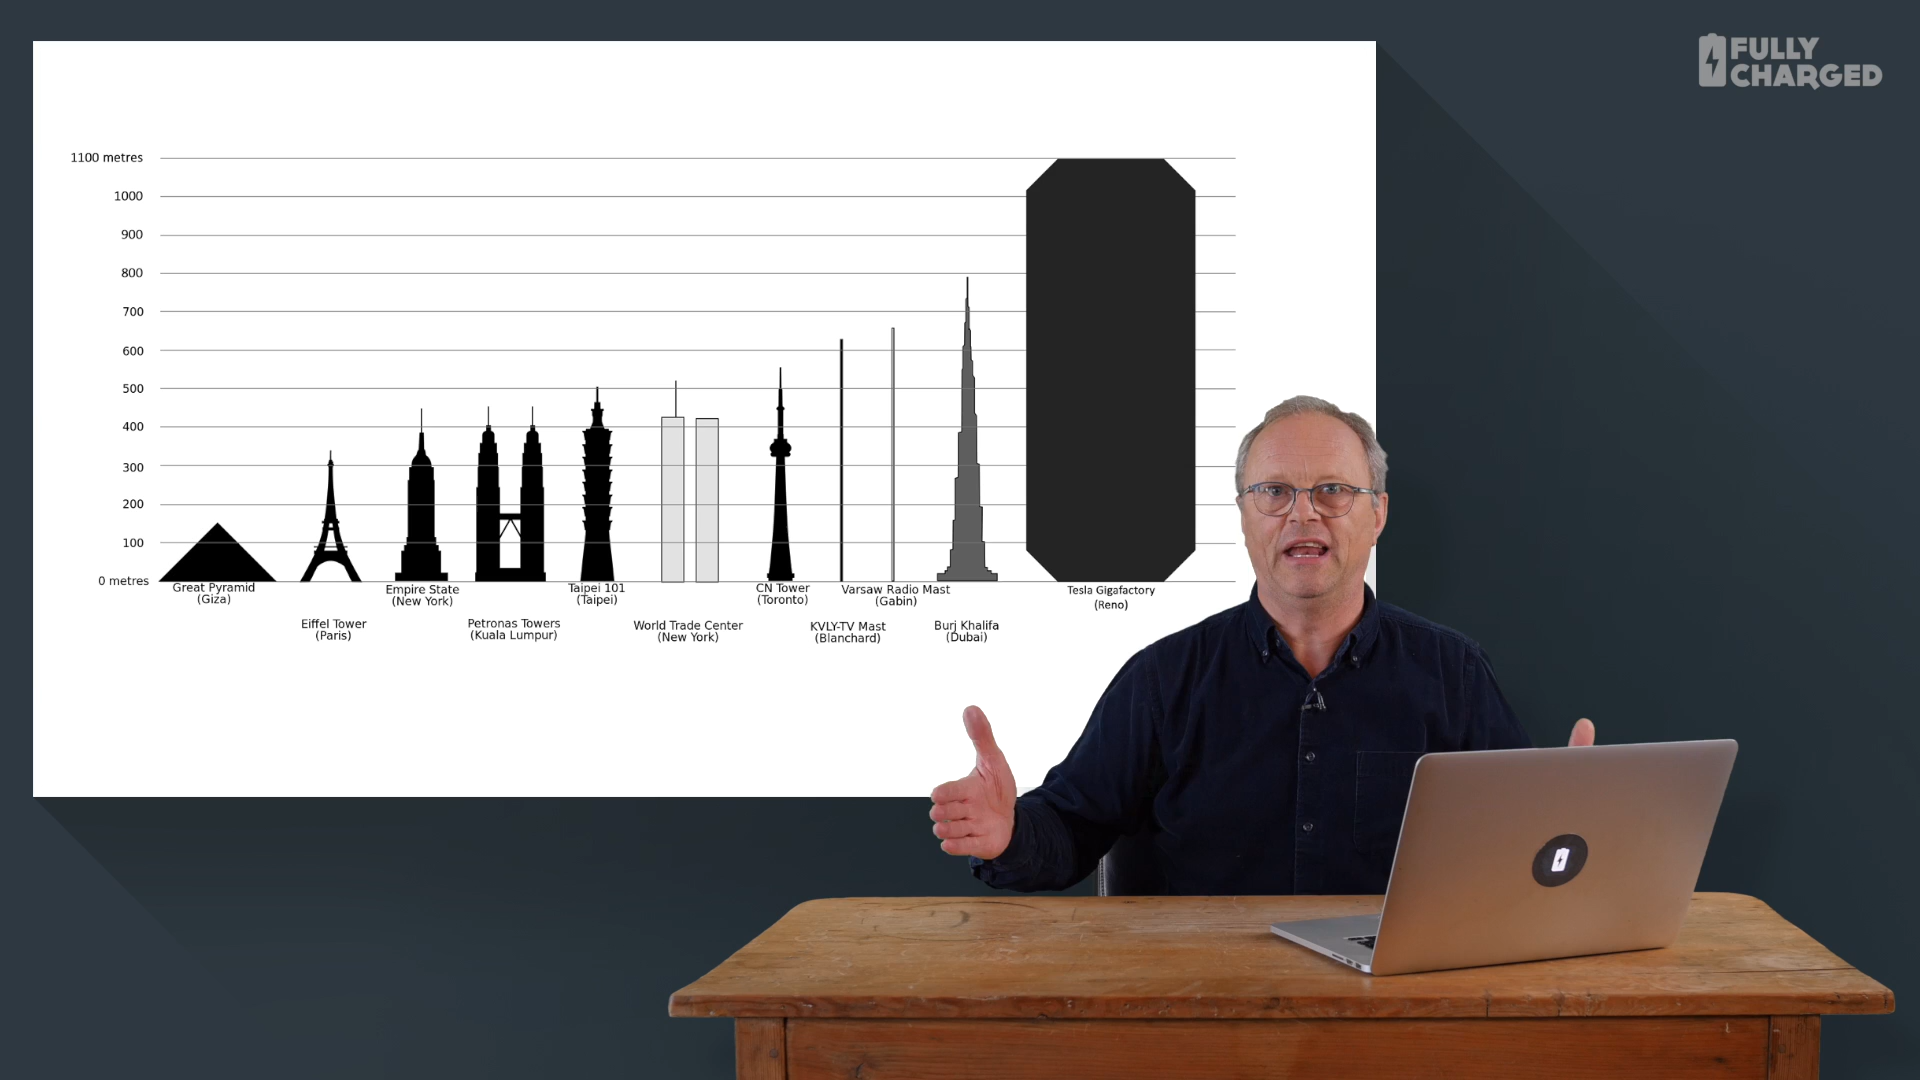 FULLY
CHARGED
1100 metres
1000
900
800
700
600
500
400
300
200
100
0 metres
Great Pyramid
(Giza)
Eiffel Tower
(Paris)
Empire State
(New York)
Petronas Towers
(Kuala Lumpur)
Taipei 101
(Taipei)
World Trade Center
(New York)
CN Tower
(Toronto)
KVLY-TV Mast
(Blanchard)
Varsaw Radio Mast
(Gabin)
Burj Khalifa
(Dubai)
Tesla Gigafactory
(Reno)